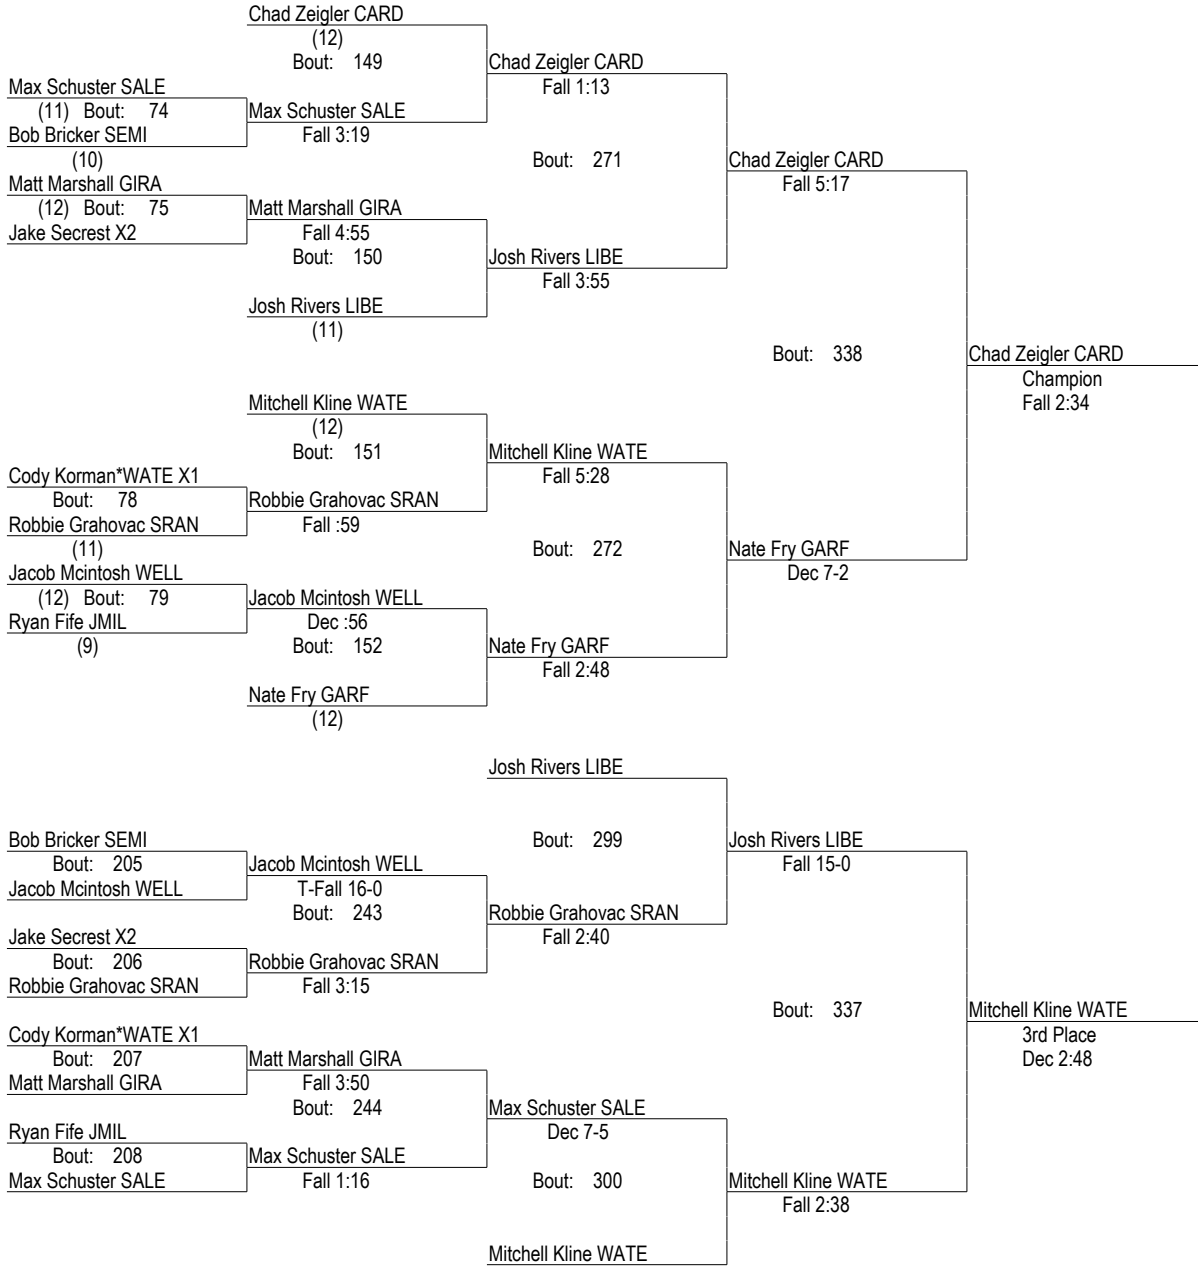 Chad Zeigler CARD
(12)
Bout: 149
Chad Zeigler CARD
Fall 1:13
Max Schuster SALE
(11) Bout: 74
Max Schuster SALE
Fall 3:19
Bob Bricker SEMI
(10)
Bout: 271
Chad Zeigler CARD
Fall 5:17
Matt Marshall GIRA
(12) Bout: 75
Matt Marshall GIRA
Fall 4:55
Jake Secrest X2
Bout: 150
Josh Rivers LIBE
Fall 3:55
Josh Rivers LIBE
(11)
Bout: 338
Chad Zeigler CARD
Champion
Fall 2:34
Mitchell Kline WATE
(12)
Bout: 151
Mitchell Kline WATE
Fall 5:28
Cody Korman*WATE X1
Bout: 78
Robbie Grahovac SRAN
Fall :59
Robbie Grahovac SRAN
(11)
Bout: 272
Nate Fry GARF
Dec 7-2
Jacob Mcintosh WELL
(12) Bout: 79
Jacob Mcintosh WELL
Dec :56
Ryan Fife JMIL
(9)
Bout: 152
Nate Fry GARF
Fall 2:48
Nate Fry GARF
(12)
Josh Rivers LIBE
Bob Bricker SEMI
Bout: 205
Jacob Mcintosh WELL
Bout: 299
Josh Rivers LIBE
Fall 15-0
Jacob Mcintosh WELL
T-Fall 16-0
Bout: 243
Robbie Grahovac SRAN
Fall 2:40
Jake Secrest X2
Bout: 206
Robbie Grahovac SRAN
Robbie Grahovac SRAN
Fall 3:15
Bout: 337
Mitchell Kline WATE
3rd Place
Dec 2:48
Cody Korman*WATE X1
Bout: 207
Matt Marshall GIRA
Matt Marshall GIRA
Fall 3:50
Bout: 244
Max Schuster SALE
Dec 7-5
Ryan Fife JMIL
Bout: 208
Max Schuster SALE
Max Schuster SALE
Fall 1:16
Bout: 300
Mitchell Kline WATE
Fall 2:38
Mitchell Kline WATE